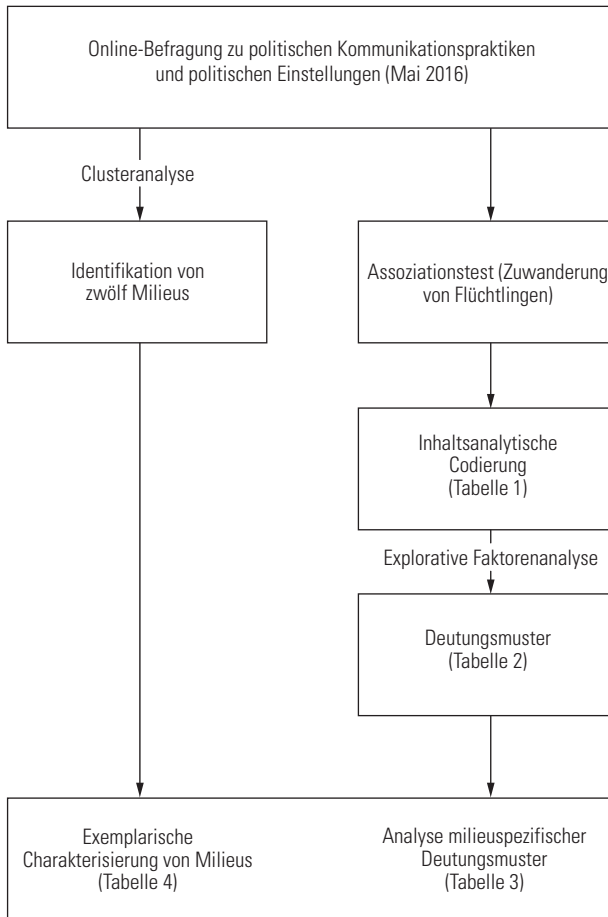 Online-Befragung zu politischen Kommunikationspraktiken
und politischen Einstellungen (Mai 2016)
Clusteranalyse
Identifikation von
zwölf Milieus
Assoziationstest (Zuwanderung
von Flüchtlingen)
Inhaltsanalytische
Codierung
(Tabelle 1)
Explorative Faktorenanalyse
Deutungsmuster
(Tabelle 2)
Exemplarische
Charakterisierung von Milieus
(Tabelle 4)
Analyse milieuspezifischer
Deutungsmuster
(Tabelle 3)